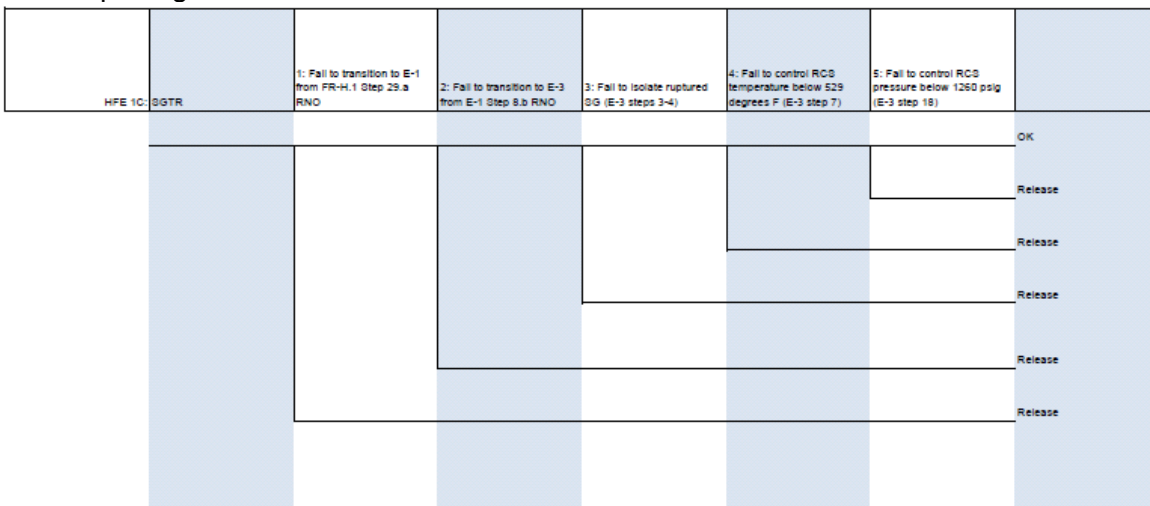 HFE 1C: SGTR
1: Fail to transition to E-1
from FR-H.1 Step 29.a
RNO
2: Fail to transition to E-3
from E-1 Step 8.b RNO
3: Fail to isolate ruptured
SG (E-3 steps 3-4)
4: Fail to control RCS
temperature below 529
degrees F (E-3 step 7)
5: Fail to control RCS
pressure below 1260 psig
(E-3 step 18)
OK
Release
Release
Release
Release
Release